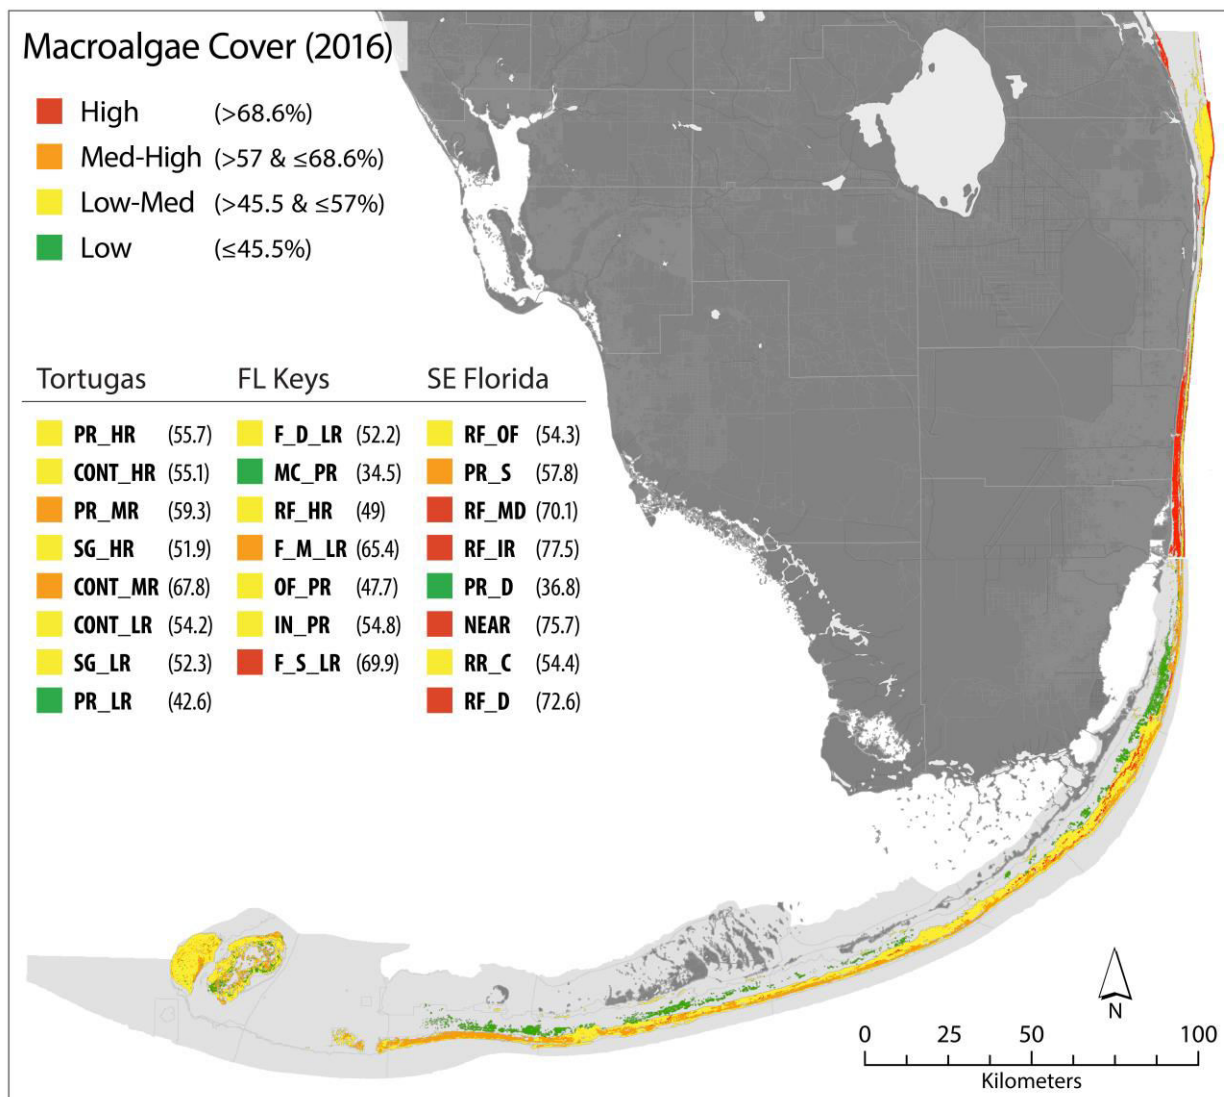 Macroalgae Cover (2016)
High (>68.6%)
Med-High (>57 & ≤68.6%)
Low-Med (>45.5 & ≤57%)
Low (≤45.5%)
Tortugas FL Keys SE Florida
PR_HR (55.7) F_D_LR (52.2) RF_OF (54.3)
CONT_HR (55.1) MC_PR (34.5) PR_S (57.8)
PR_MR (59.3) RF_HR (49) RF_MD (70.1)
SG_HR (51.9) F_M_LR (65.4) RF_IR (77.5)
CONT_MR (67.8) OF_PR (47.7) PR_D (36.8)
CONT_LR (54.2) IN_PR (54.8) NEAR (75.7)
SG_LR (52.3) F_S_LR (69.9) RR_C (54.4)
PR_LR (42.6) RF_D (72.6)
N
0 25 50 100
Kilometers